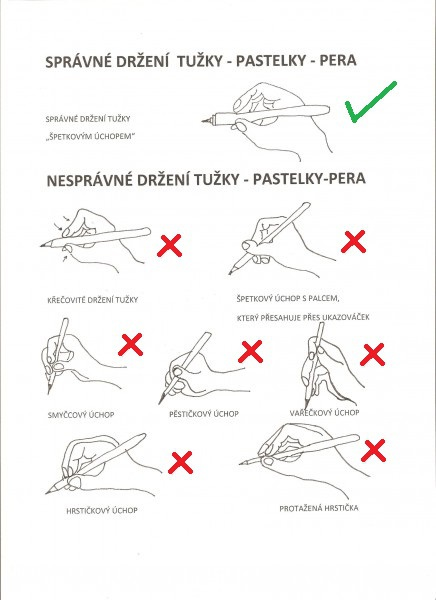 SPRÁVNÉ DRŽENÍ TUŽKY - PASTELKY - PERA
SPRÁVNÉ DRŽENÍ TUŽKY
„ŠPETKOVÝM ÚCHOPEM“
NESPRÁVNÉ DRŽENÍ TUŽKY - PASTELKY-PERA
KŘEČOVITÉ DRŽENÍ TUŽKY
ŠPETKOVÝ ÚCHOP S PALCEM,
KTERÝ PŘESAHUJE PŘES UKAZOVÁČEK
SMYČCOVÝ ÚCHOP
PĚSTIČKOVÝ ÚCHOP
VAŘEČKOVÝ ÚCHOP
HRSTIČKOVÝ ÚCHOP
PROTAŽENÁ HRSTIČKA